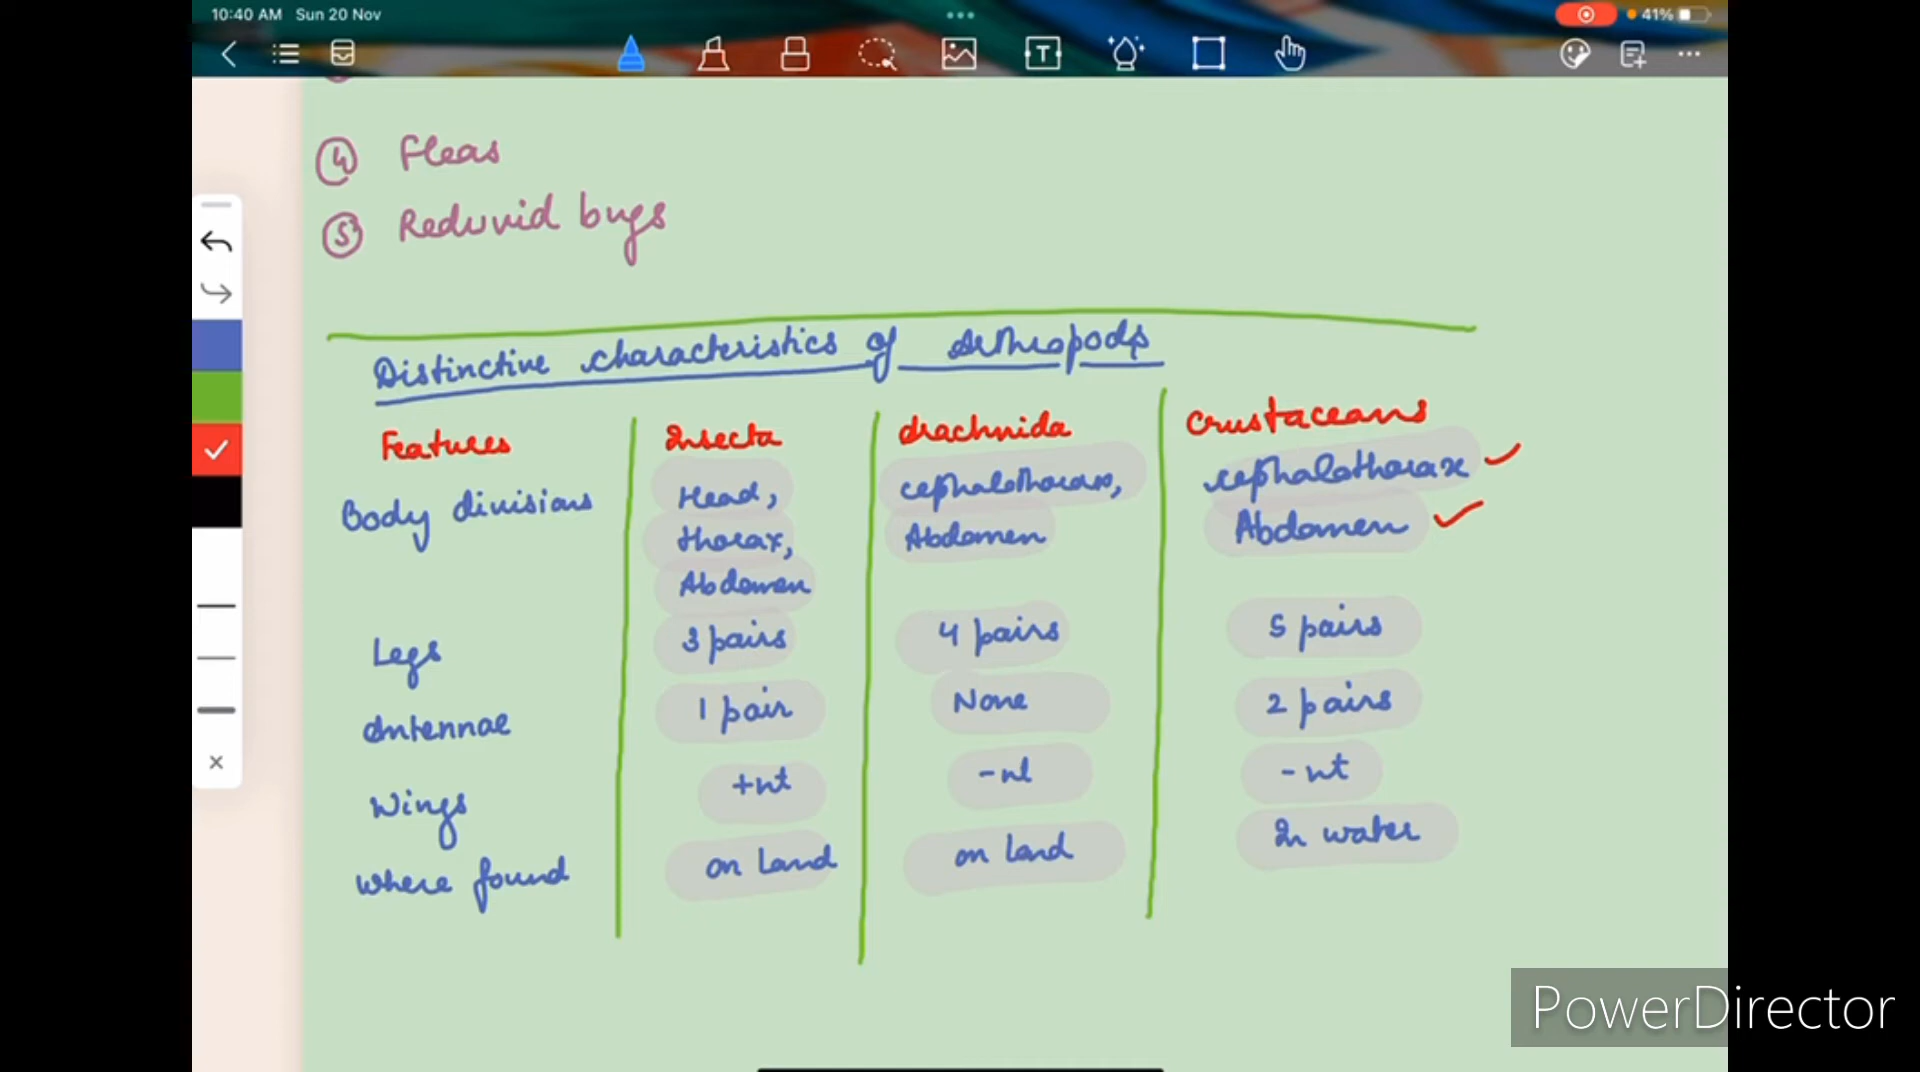 10:40 AM Sun 20 Nov
41%
4 Fleas
5 Reduvid bugs
Distinctive characteristics of Arthropods
Features Insecta Arachnida Crustaceans
Body divisions Head, cephalothorax, cephalothorax
thorax, Abdomen Abdomen
Abdomen
Legs 3 pairs 4 pairs 5 pairs
Antennae 1 pair None 2 pairs
Wings +nt -nt -nt
Where found on Land on Land In water
PowerDirector